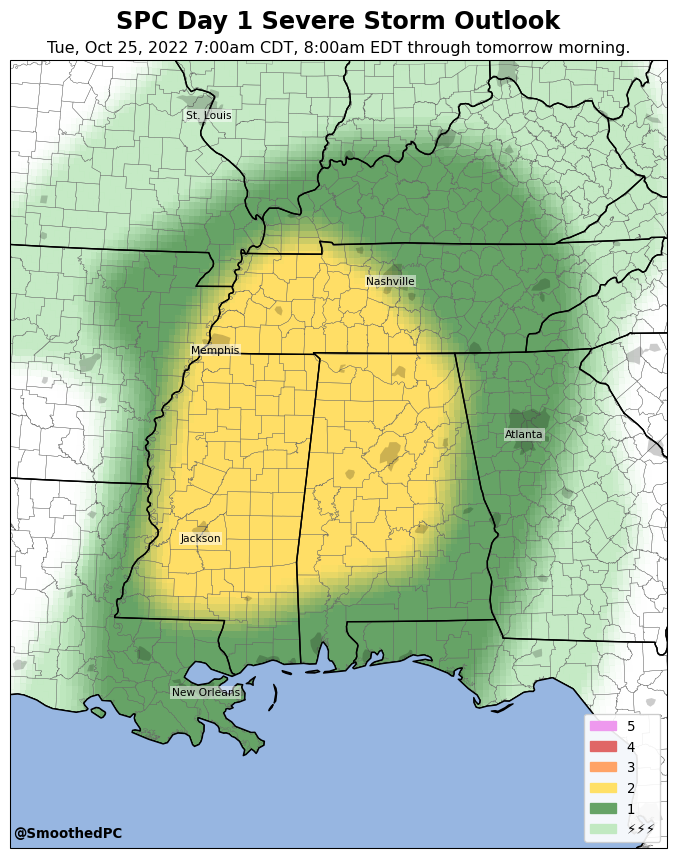 SPC Day 1 Severe Storm Outlook
Tue, Oct 25, 2022 7:00am CDT, 8:00am EDT through tomorrow morning.
St. Louis
Nashville
Memphis
Atlanta
Jackson
New Orleans
5
4
3
2
1
⚡⚡⚡
@SmoothedPC